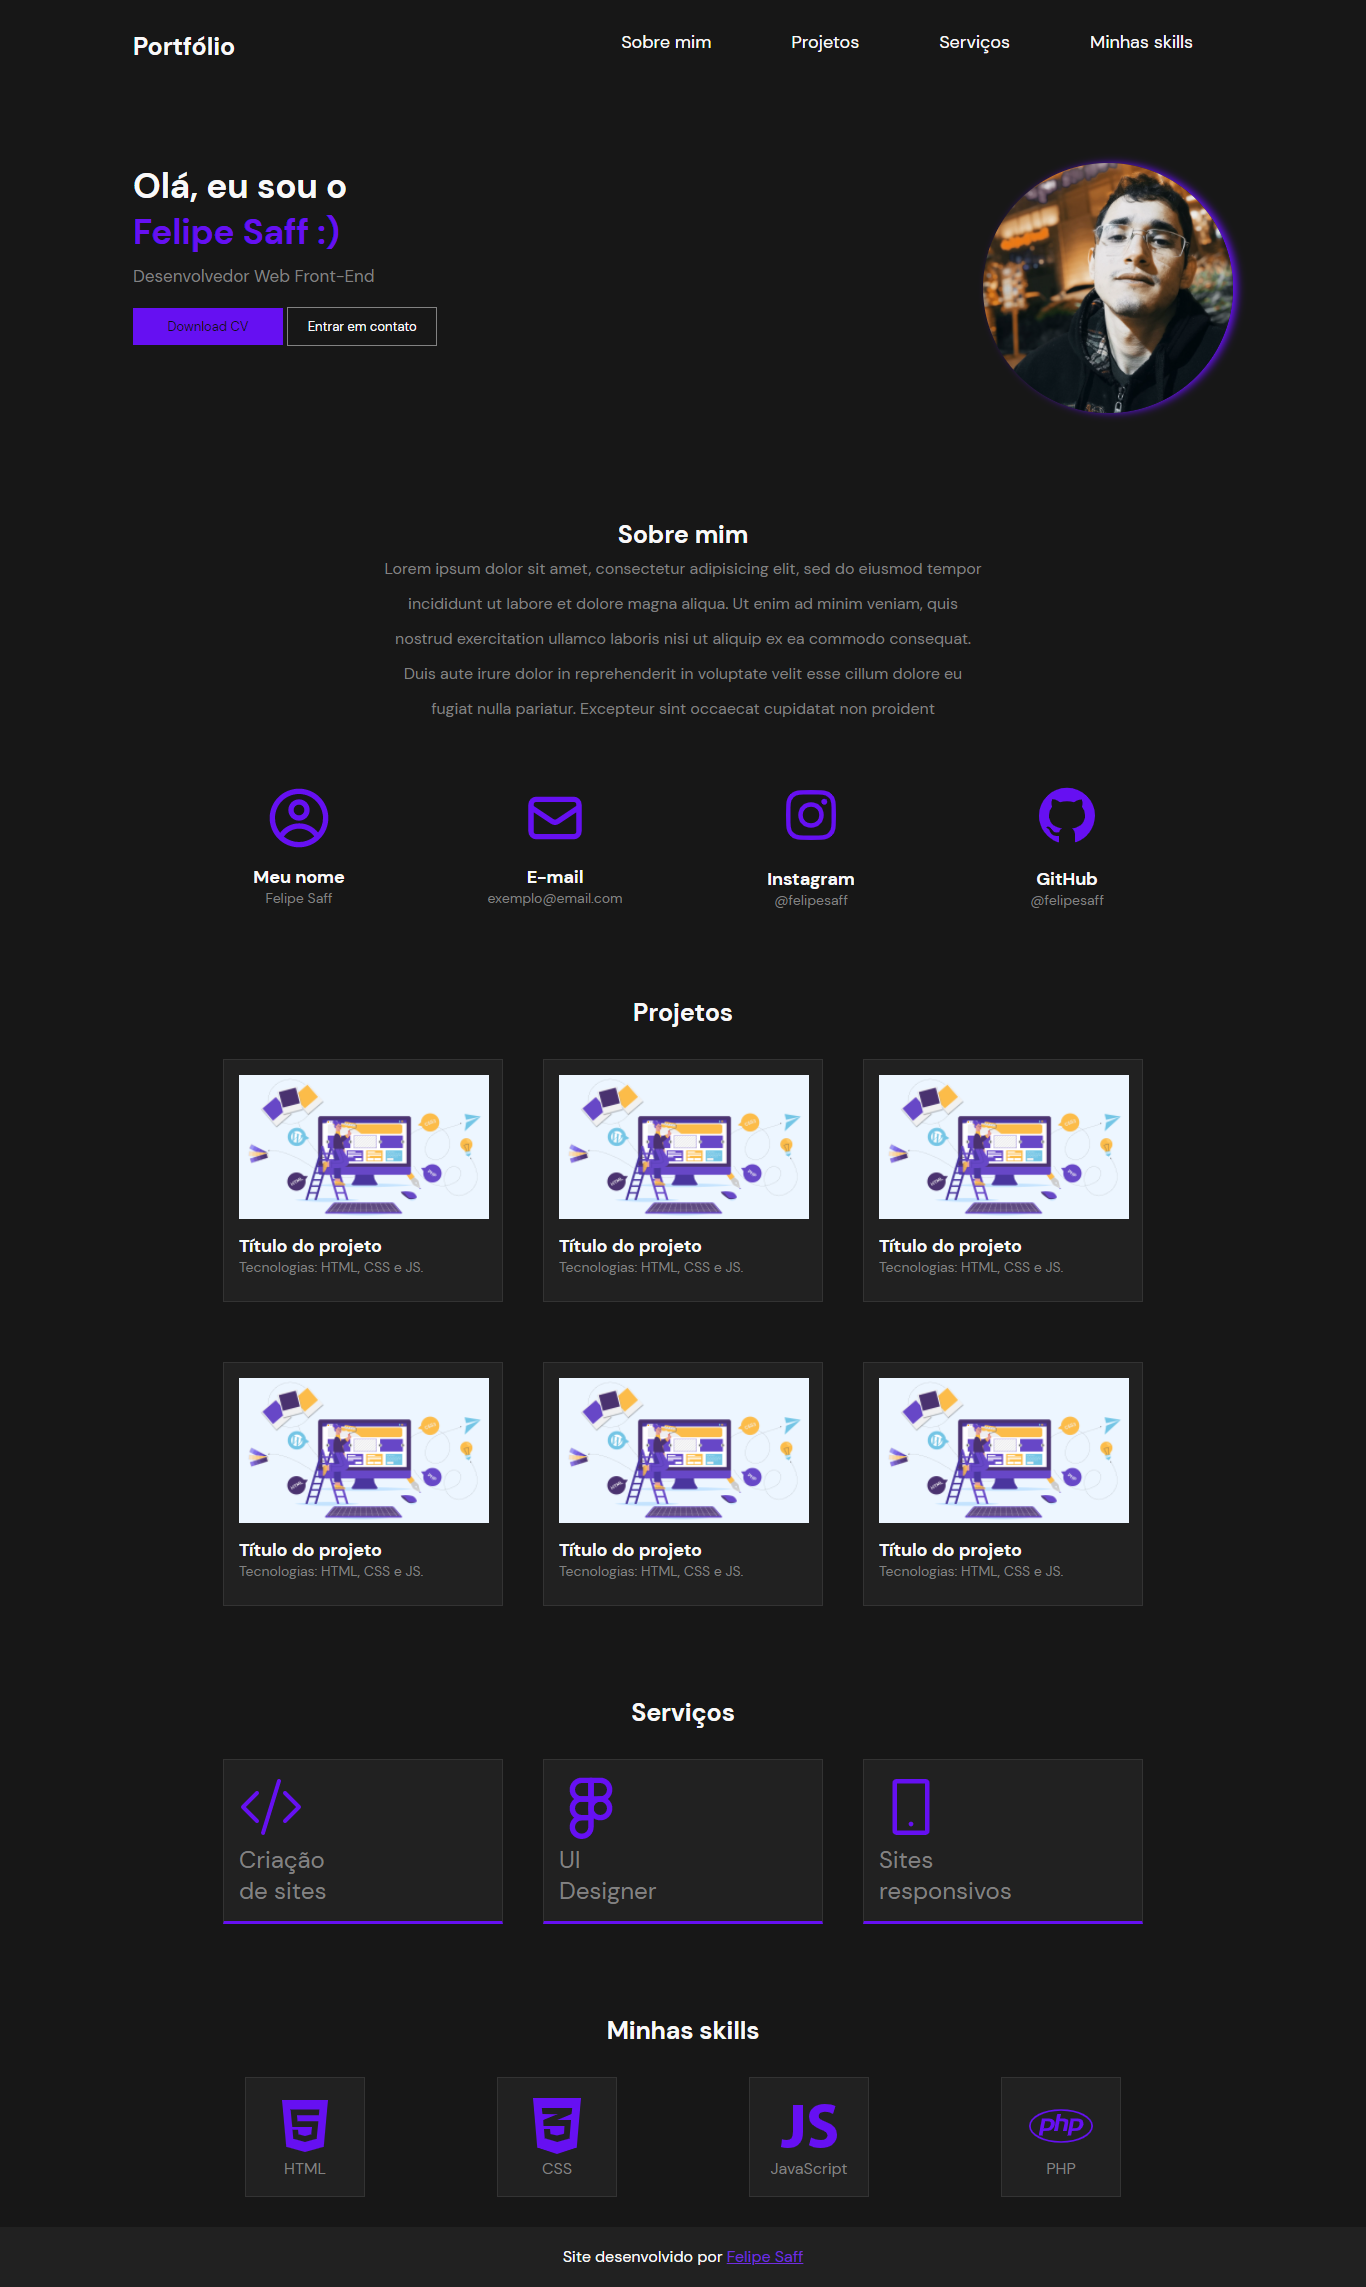 Portfólio
Sobre mim
Projetos
Serviços
Minhas skills
Olá, eu sou o
Felipe Saff :)
Desenvolvedor Web Front-End
Download CV
Entrar em contato
Sobre mim
Lorem ipsum dolor sit amet, consectetur adipisicing elit, sed do eiusmod tempor
incididunt ut labore et dolore magna aliqua. Ut enim ad minim veniam, quis
nostrud exercitation ullamco laboris nisi ut aliquip ex ea commodo consequat.
Duis aute irure dolor in reprehenderit in voluptate velit esse cillum dolore eu
fugiat nulla pariatur. Excepteur sint occaecat cupidatat non proident
Meu nome
Felipe Saff
E-mail
exemplo@email.com
Instagram
@felipesaff
GitHub
@felipesaff
Projetos
Título do projeto
Tecnologias: HTML, CSS e JS.
Título do projeto
Tecnologias: HTML, CSS e JS.
Título do projeto
Tecnologias: HTML, CSS e JS.
Título do projeto
Tecnologias: HTML, CSS e JS.
Título do projeto
Tecnologias: HTML, CSS e JS.
Título do projeto
Tecnologias: HTML, CSS e JS.
Serviços
Criação
de sites
UI
Designer
Sites
responsivos
Minhas skills
HTML
CSS
JS
JavaScript
php
PHP
Site desenvolvido por Felipe Saff